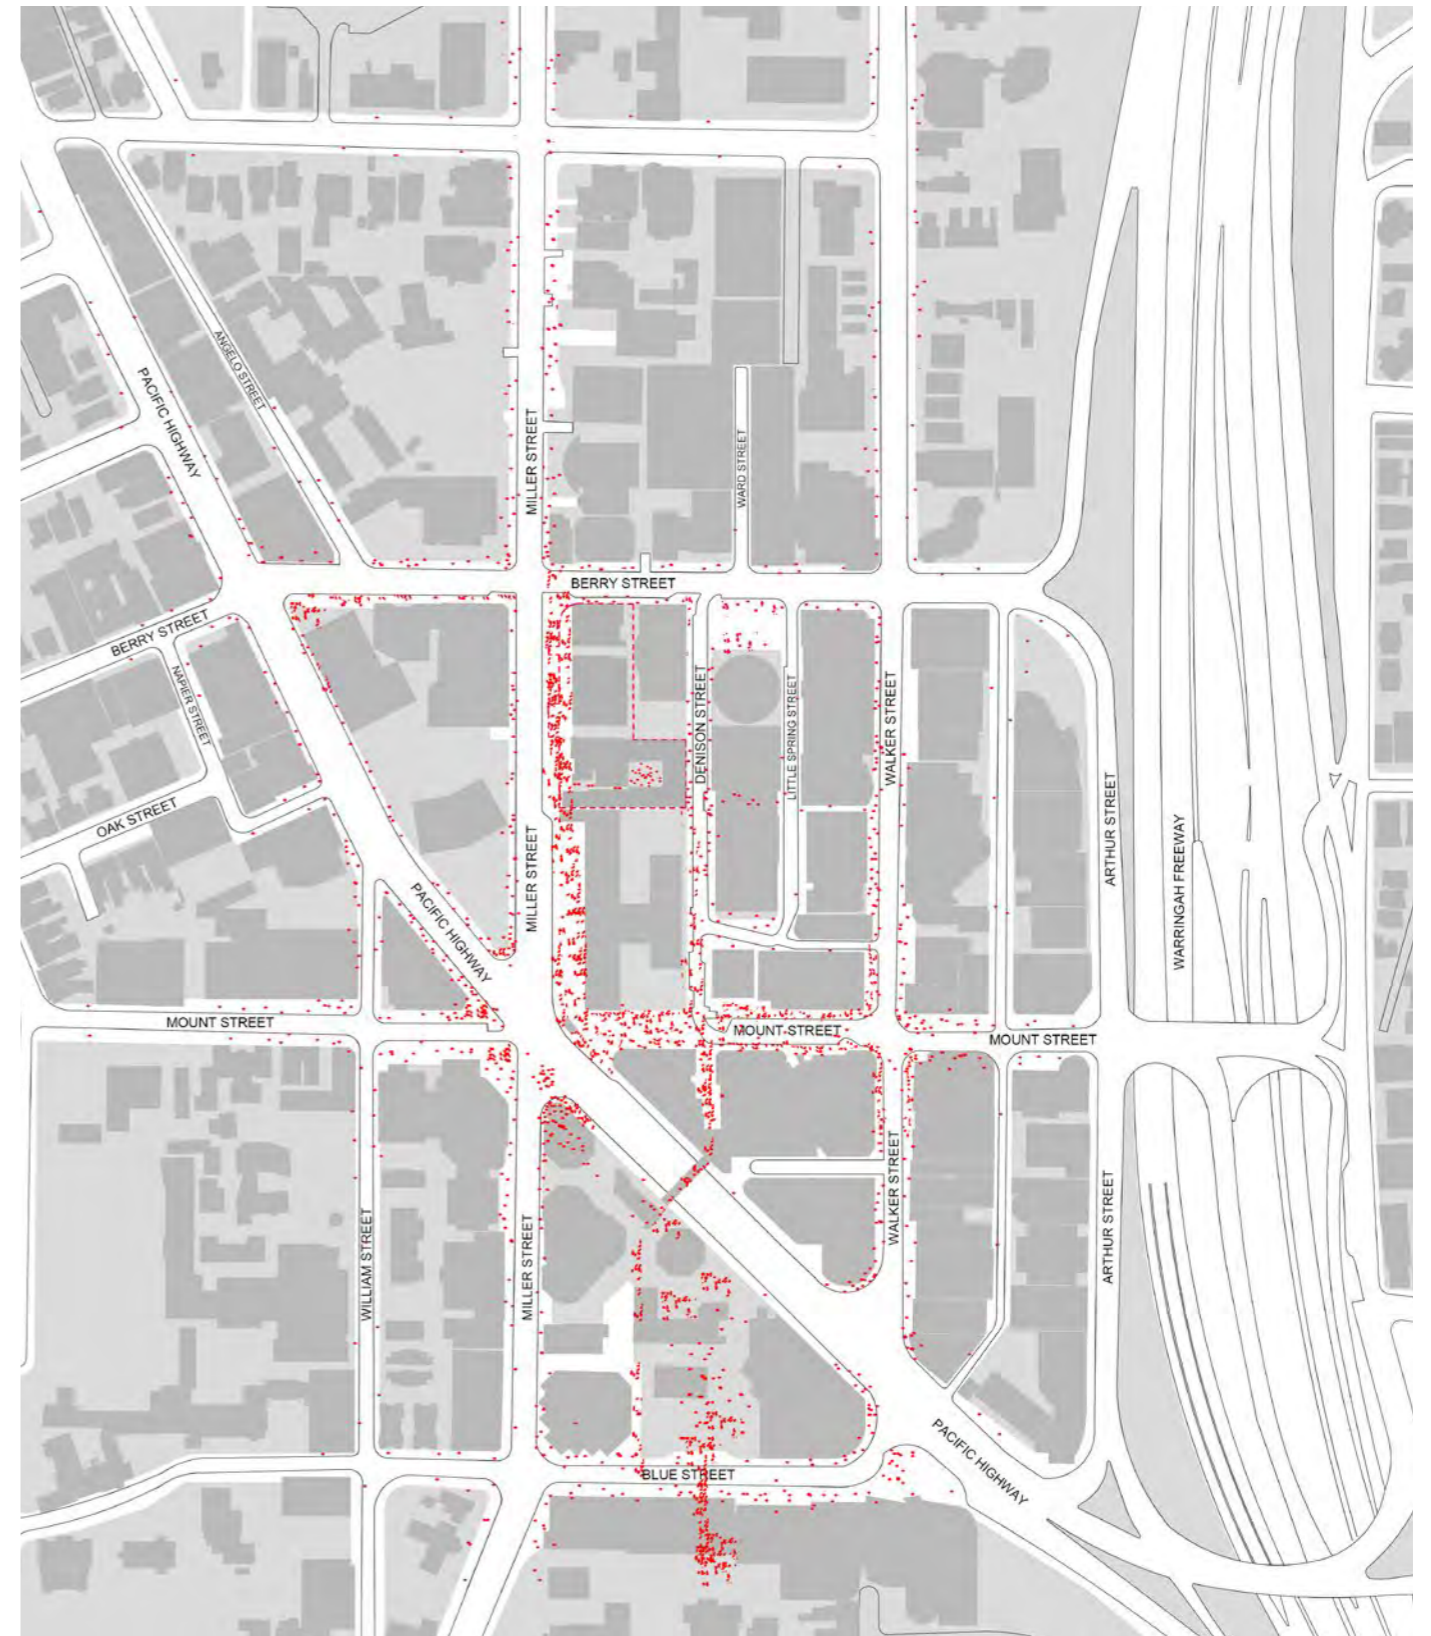 ANGELO STREET
PACIFIC HIGHWAY
MILLER STREET
WARD STREET
BERRY STREET
BERRY STREET
NAPIER STREET
DENISON STREET
LITTLE SPRING STREET
WALKER STREET
OAK STREET
ARTHUR STREET
WARRINGAH FREEWAY
MILLER STREET
PACIFIC HIGHWAY
MOUNT STREET
MOUNT STREET
MOUNT STREET
WALKER STREET
ARTHUR STREET
WILLIAM STREET
MILLER STREET
PACIFIC HIGHWAY
BLUE STREET